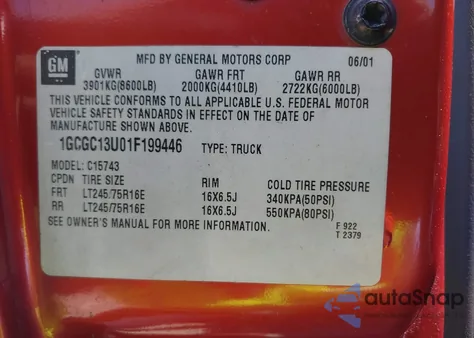 GM
MFD BY GENERAL MOTORS CORP 06/01
GVWR GAWR FRT GAWR RR
3901KG(8600LB) 2000KG(4410LB) 2722KG(6000LB)
THIS VEHICLE CONFORMS TO ALL APPLICABLE U.S. FEDERAL MOTOR
VEHICLE SAFETY STANDARDS IN EFFECT ON THE DATE OF
MANUFACTURE SHOWN ABOVE.
1GCGC13U01F199446 TYPE: TRUCK
MODEL: C15743
CPDN TIRE SIZE RIM COLD TIRE PRESSURE
FRT LT245/75R16E 16X6.5J 340KPA(50PSI)
RR LT245/75R16E 16X6.5J 550KPA(80PSI)
SEE OWNER'S MANUAL FOR MORE INFORMATION.
F 922
T 2379
autoSnap